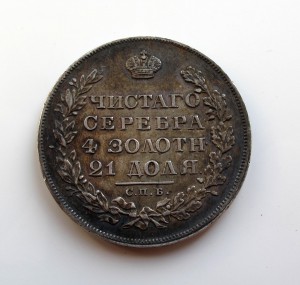 ЧИСТАГО
СЕРЕБРА
4 ЗОЛОТН
21 ДОЛЯ
С.П.Б.